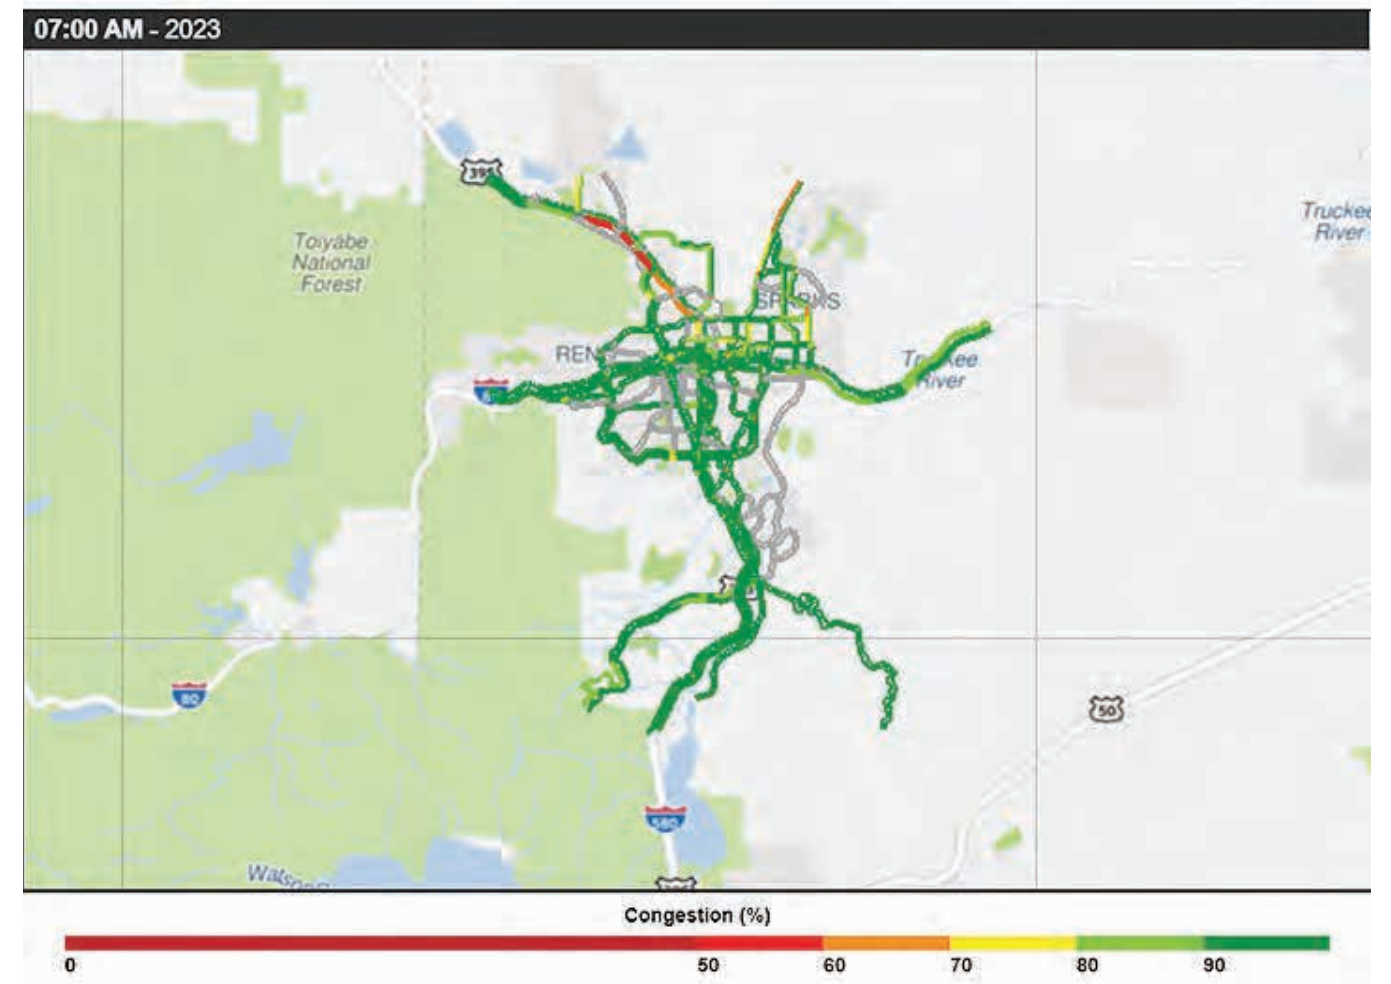 07:00 AM - 2023
395
Truckee
River
Toiyabe
National
Forest
SPARKS
RENO
Truckee
River
80
50
580
Congestion (%)
0 50 60 70 80 90